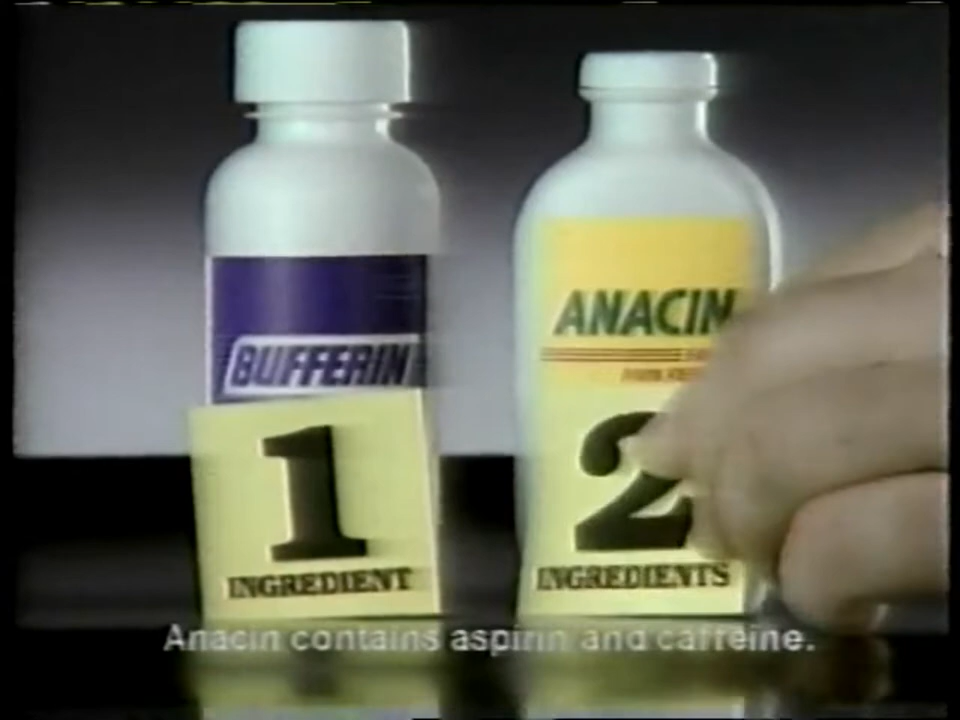 BUFFERIN
1
INGREDIENT
ANACIN
2
INGREDIENTS
Anacin contains aspirin and caffeine.